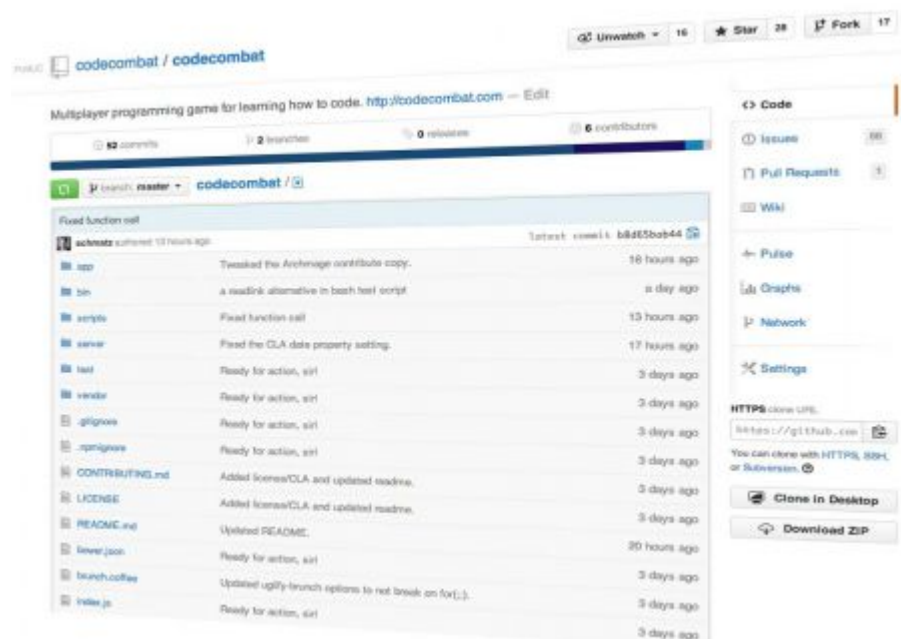 PUBLIC codecombat / codecombat
Unwatch 16 Star 28 Fork 17
Multiplayer programming game for learning how to code. http://codecombat.com — Edit
52 commits 2 branches 0 releases 6 contributors
branch: master codecombat /
Fixed function call
schmatz authored 13 hours ago latest commit b8d65bab44
app Tweaked the Archmage contribute copy. 16 hours ago
bin a readlink alternative in bash test script a day ago
scripts Fixed function call 13 hours ago
server Fixed the CLA data property setting. 17 hours ago
test Ready for action, sir! 3 days ago
vendor Ready for action, sir! 3 days ago
.gitignore Ready for action, sir! 3 days ago
.npmignore Ready for action, sir! 3 days ago
CONTRIBUTING.md Added license/CLA and updated readme. 3 days ago
LICENSE Added license/CLA and updated readme. 3 days ago
README.md Updated README. 20 hours ago
bower.json Ready for action, sir! 3 days ago
brunch.coffee Updated uglify-brunch options to not break on for(;;). 3 days ago
index.js Ready for action, sir! 3 days ago
Code
Issues
Pull Requests 1
Wiki
Pulse
Graphs
Network
Settings
HTTPS clone URL
https://github.com
You can clone with HTTPS, SSH,
or Subversion.
Clone in Desktop
Download ZIP